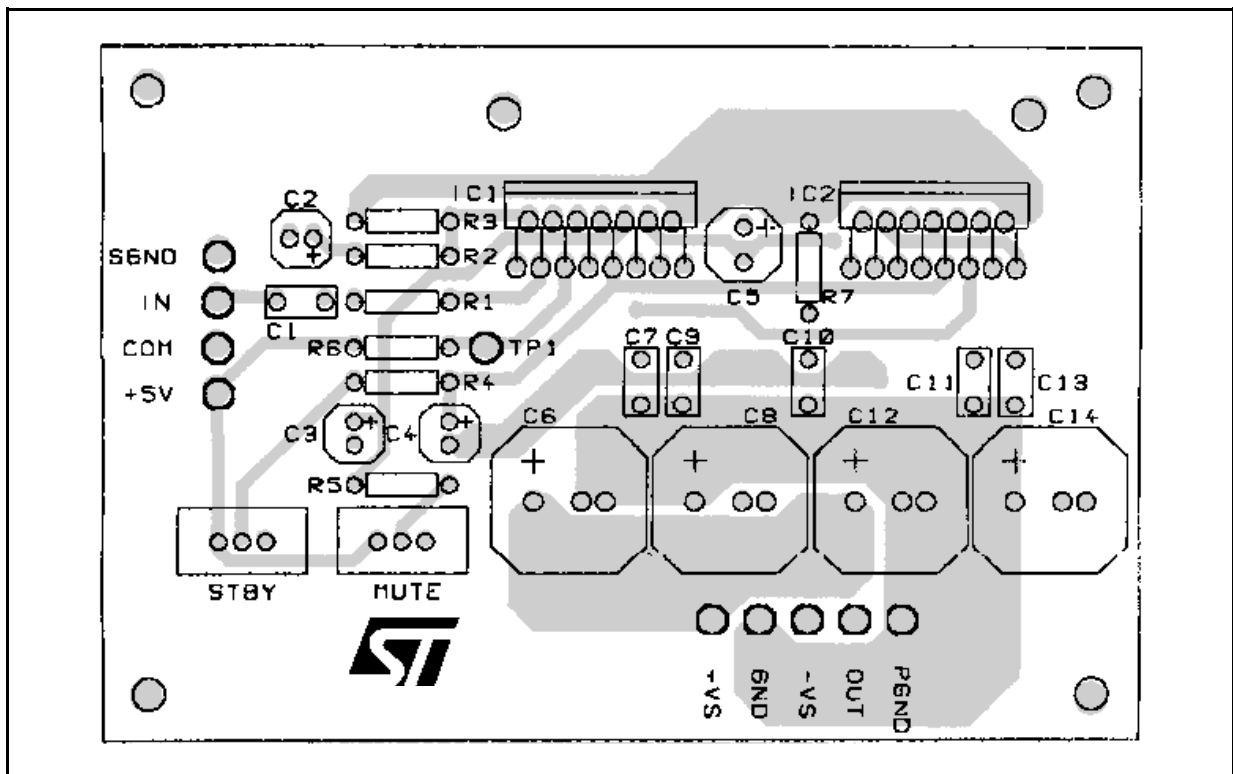 IC1
IC2
C2
R3
SGND
R2
C5
R7
IN
R1
C1
COM
R6
TP1
C7
C9
C10
+5V
R4
C11
C13
C3
C4
C6
C8
C12
C14
R5
STBY
MUTE
ST
+VS
GND
-VS
OUT
PGND